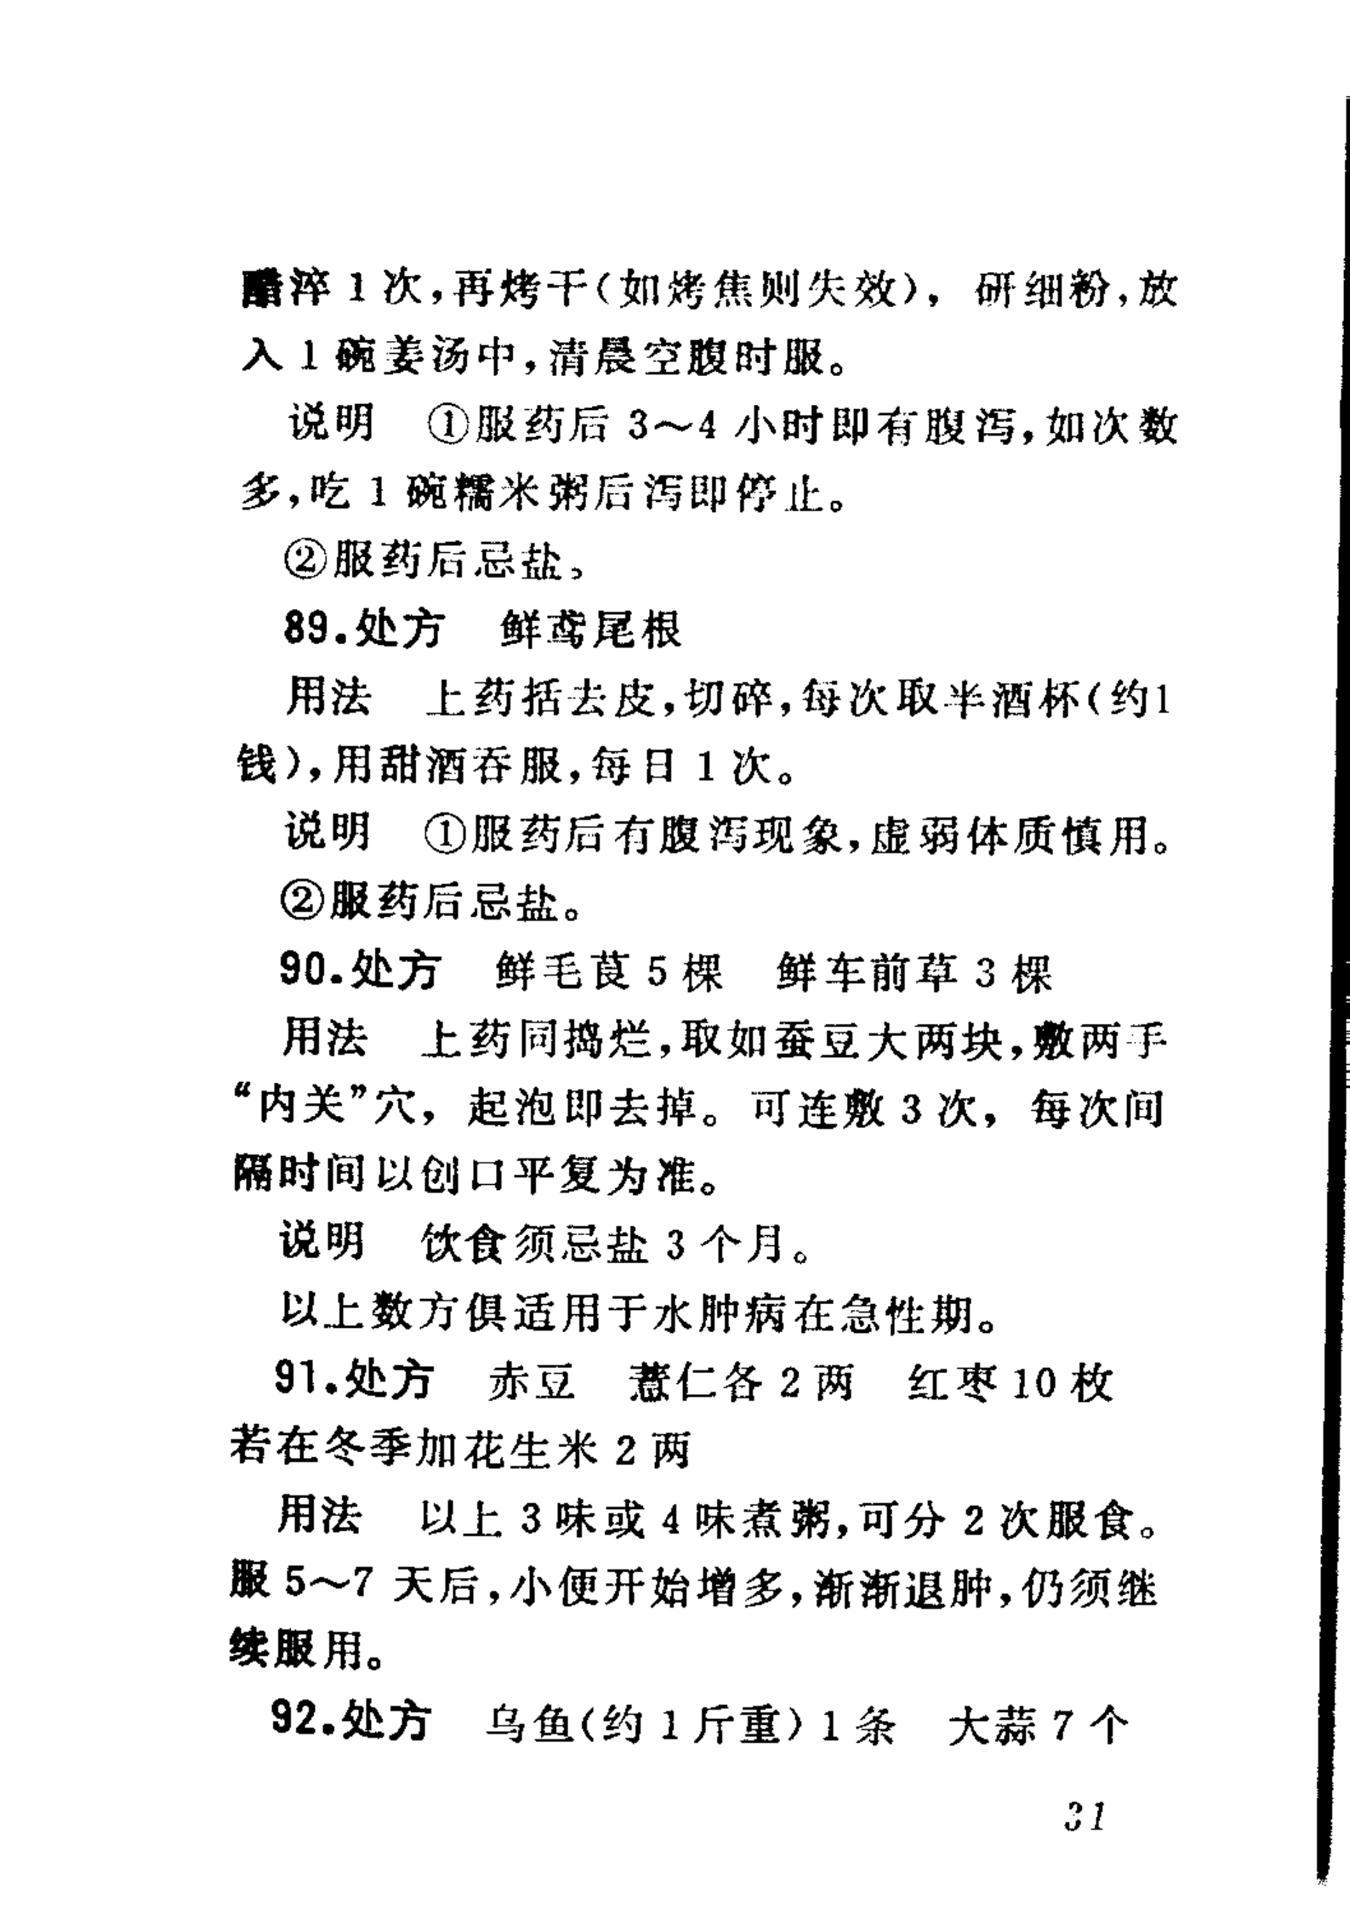 醋淬1次,再烤干(如烤焦则失效), 研细粉,放
入1碗姜汤中,清晨空腹时服。
说明 ①服药后3～4小时即有腹泻,如次数
多,吃1碗糯米粥后泻即停止。
②服药后忌盐。
89.处方 鲜鸢尾根
用法 上药括去皮,切碎,每次取半酒杯(约1
钱),用甜酒吞服,每日1次。
说明 ①服药后有腹泻现象,虚弱体质慎用。
②服药后忌盐。
90.处方 鲜毛茛5棵 鲜车前草3棵
用法 上药同捣烂,取如蚕豆大两块,敷两手
“内关”穴, 起泡即去掉。可连敷3次, 每次间
隔时间以创口平复为准。
说明 饮食须忌盐3个月。
以上数方俱适用于水肿病在急性期。
91.处方 赤豆 薏仁各2两 红枣10枚
若在冬季加花生米2两
用法 以上3味或4味煮粥,可分2次服食。
服5～7天后,小便开始增多,渐渐退肿,仍须继
续服用。
92.处方 乌鱼(约1斤重)1条 大蒜7个
31